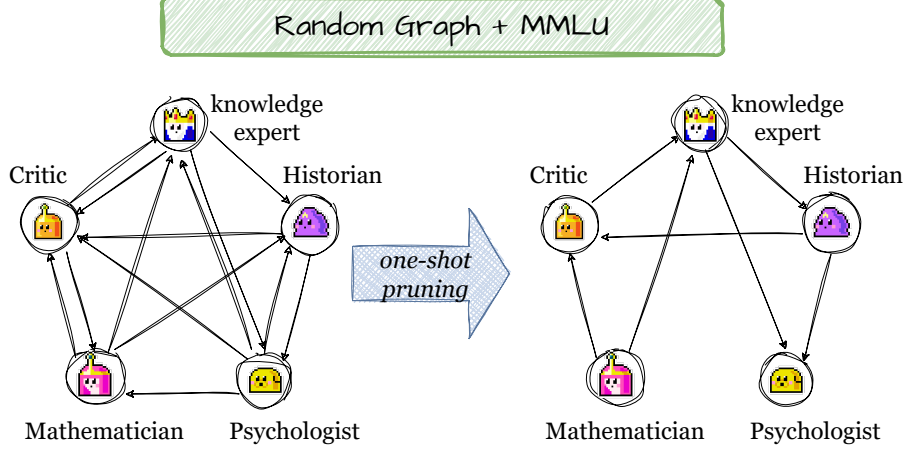 Random Graph + MMLU
knowledge
expert
Critic
Historian
Mathematician
Psychologist
one-shot
pruning
knowledge
expert
Critic
Historian
Mathematician
Psychologist